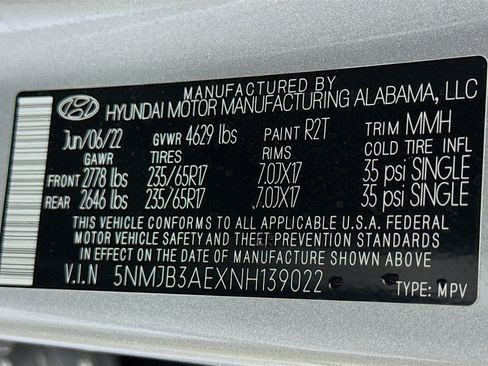 MANUFACTURED BY
HYUNDAI MOTOR MANUFACTURING ALABAMA, LLC
Jun/06/22 GVWR 4629 lbs PAINT R2T TRIM MMH
GAWR TIRES RIMS COLD TIRE INFL
FRONT 2778 lbs 235/65R17 7.0JX17 35 psi SINGLE
REAR 2646 lbs 235/65R17 7.0JX17 35 psi SINGLE
THIS VEHICLE CONFORMS TO ALL APPLICABLE U.S.A. FEDERAL
MOTOR VEHICLE SAFETY AND THEFT PREVENTION STANDARDS
IN EFFECT ON THE DATE OF MANUFACTURE SHOWN ABOVE.
V.I.N 5NMJB3AEXNH139022 TYPE: MPV